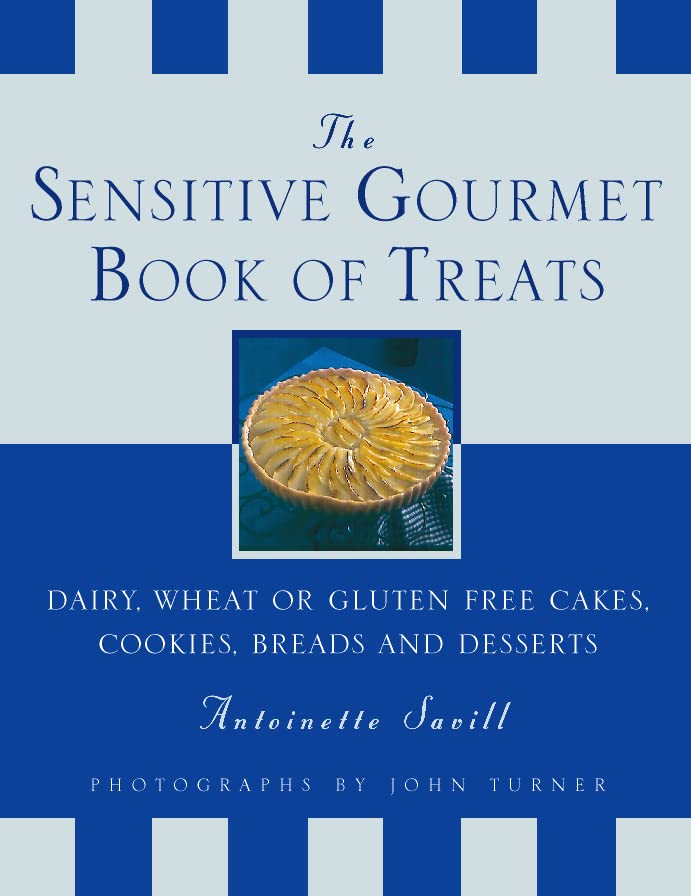 The
SENSITIVE GOURMET
BOOK OF TREATS
DAIRY, WHEAT OR GLUTEN FREE CAKES,
COOKIES, BREADS AND DESSERTS
Antoinette Savill
PHOTOGRAPHS BY JOHN TURNER